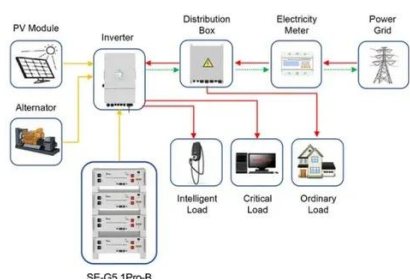 PV Module
Inverter
Distribution
Box
Electricity
Meter
Power
Grid
Alternator
Intelligent
Load
Critical
Load
Ordinary
Load
SE-G5.1Pro-B